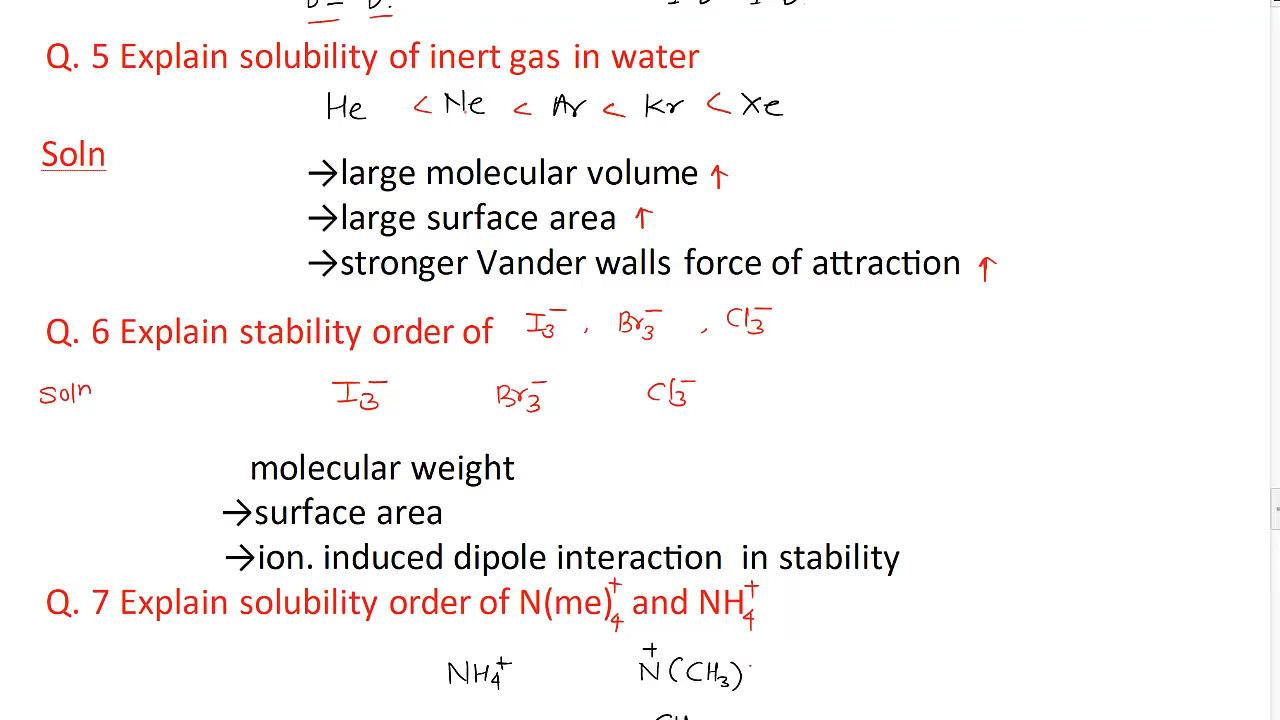 Q. 5 Explain solubility of inert gas in water
He < Ne < Ar < Kr < Xe
Soln
→large molecular volume ↑
→large surface area ↑
→stronger Vander walls force of attraction ↑
Q. 6 Explain stability order of I₃⁻ , Br₃⁻ , Cl₃⁻
Soln I₃⁻ Br₃⁻ Cl₃⁻
molecular weight
→surface area
→ion. induced dipole interaction in stability
Q. 7 Explain solubility order of N(me)₄⁺ and NH₄⁺
NH₄⁺ N⁺(CH₃)